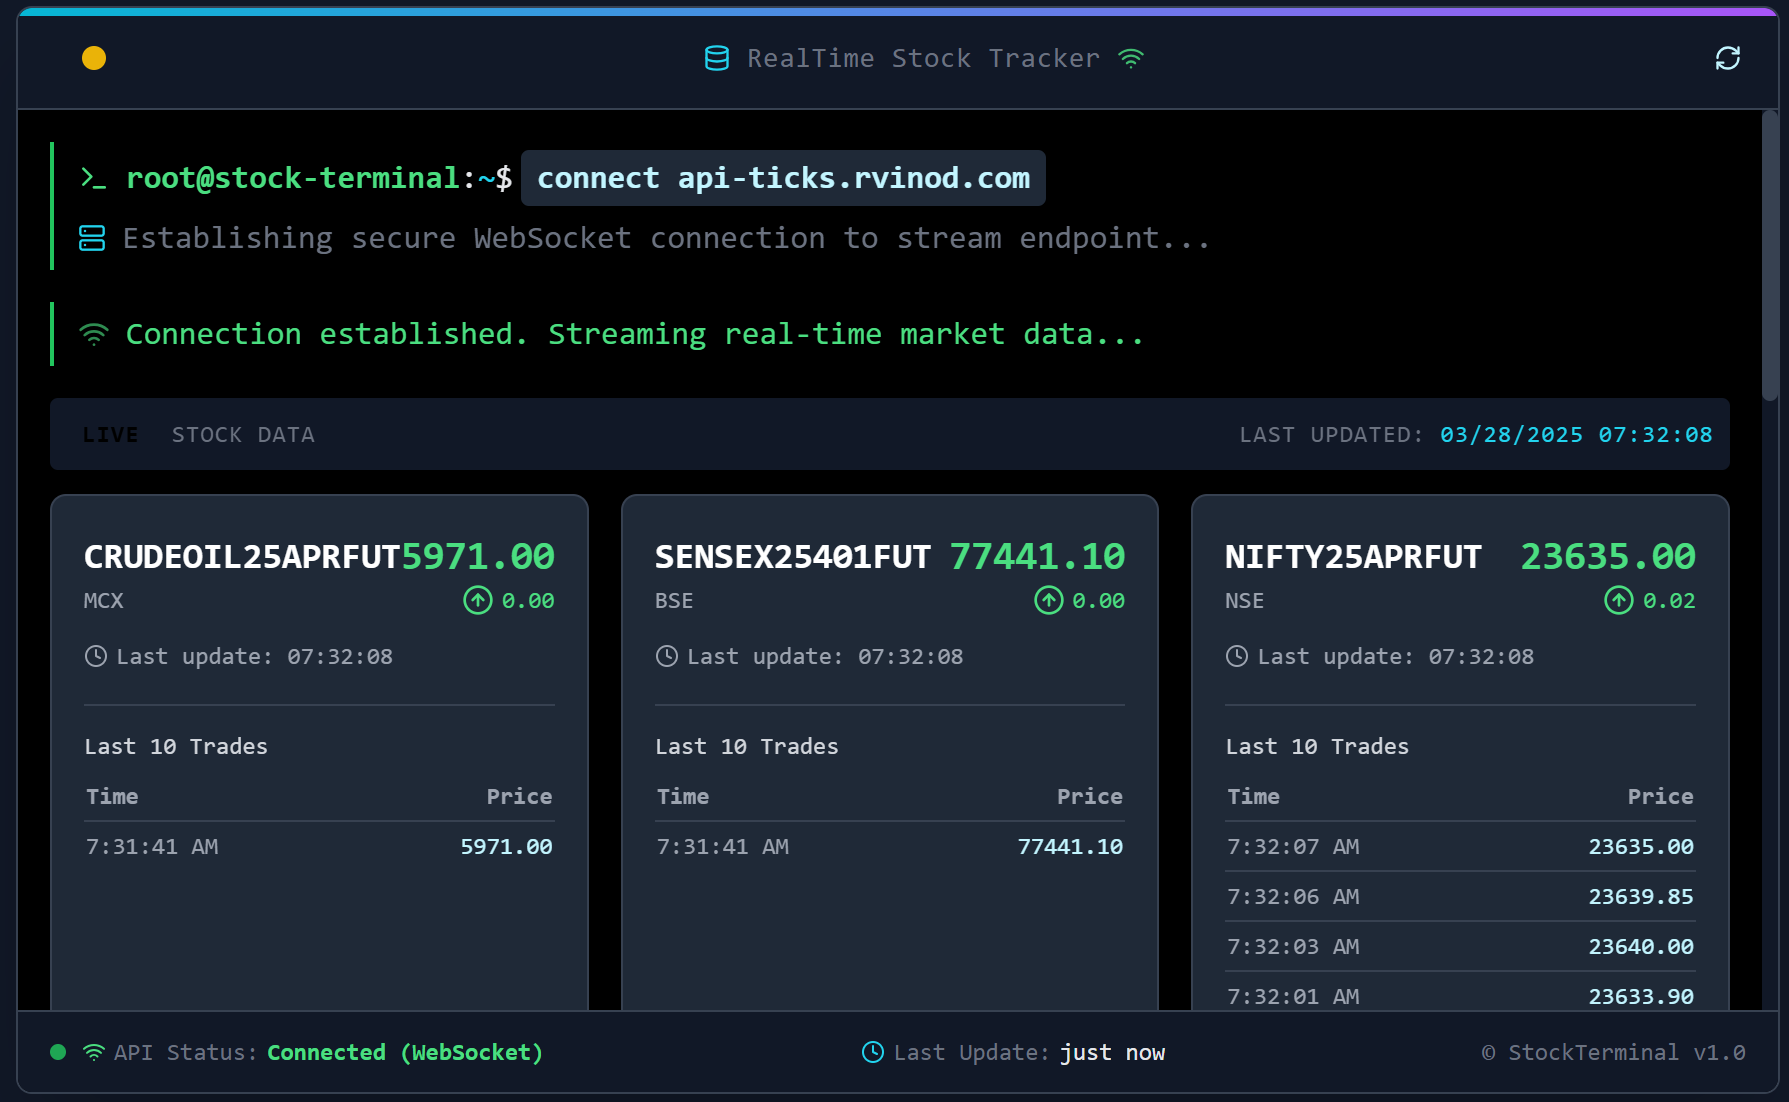 RealTime Stock Tracker
root@stock-terminal:~$ connect api-ticks.rvinod.com
Establishing secure WebSocket connection to stream endpoint...
Connection established. Streaming real-time market data...
LIVE STOCK DATA LAST UPDATED: 03/28/2025 07:32:08
CRUDEOIL25APRFUT 5971.00
MCX 0.00
Last update: 07:32:08
Last 10 Trades
Time Price
7:31:41 AM 5971.00
SENSEX25401FUT 77441.10
BSE 0.00
Last update: 07:32:08
Last 10 Trades
Time Price
7:31:41 AM 77441.10
NIFTY25APRFUT 23635.00
NSE 0.02
Last update: 07:32:08
Last 10 Trades
Time Price
7:32:07 AM 23635.00
7:32:06 AM 23639.85
7:32:03 AM 23640.00
7:32:01 AM 23633.90
API Status: Connected (WebSocket) Last Update: just now © StockTerminal v1.0